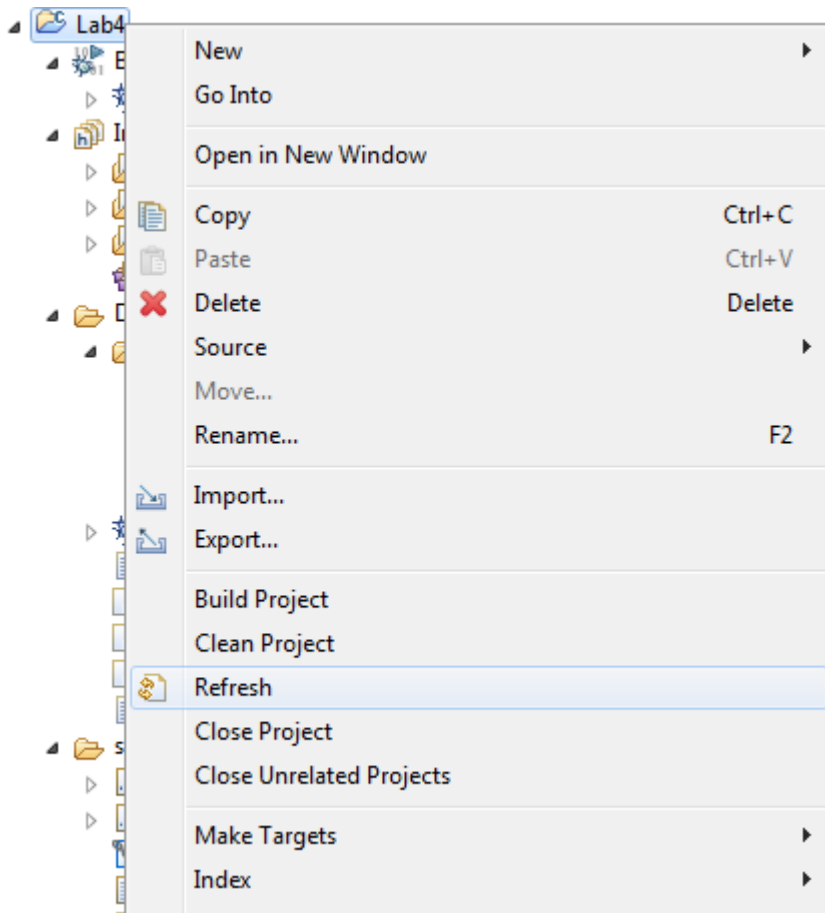 Lab4
New
Go Into
Open in New Window
Copy Ctrl+C
Paste Ctrl+V
Delete Delete
Source
Move...
Rename... F2
Import...
Export...
Build Project
Clean Project
Refresh
Close Project
Close Unrelated Projects
Make Targets
Index